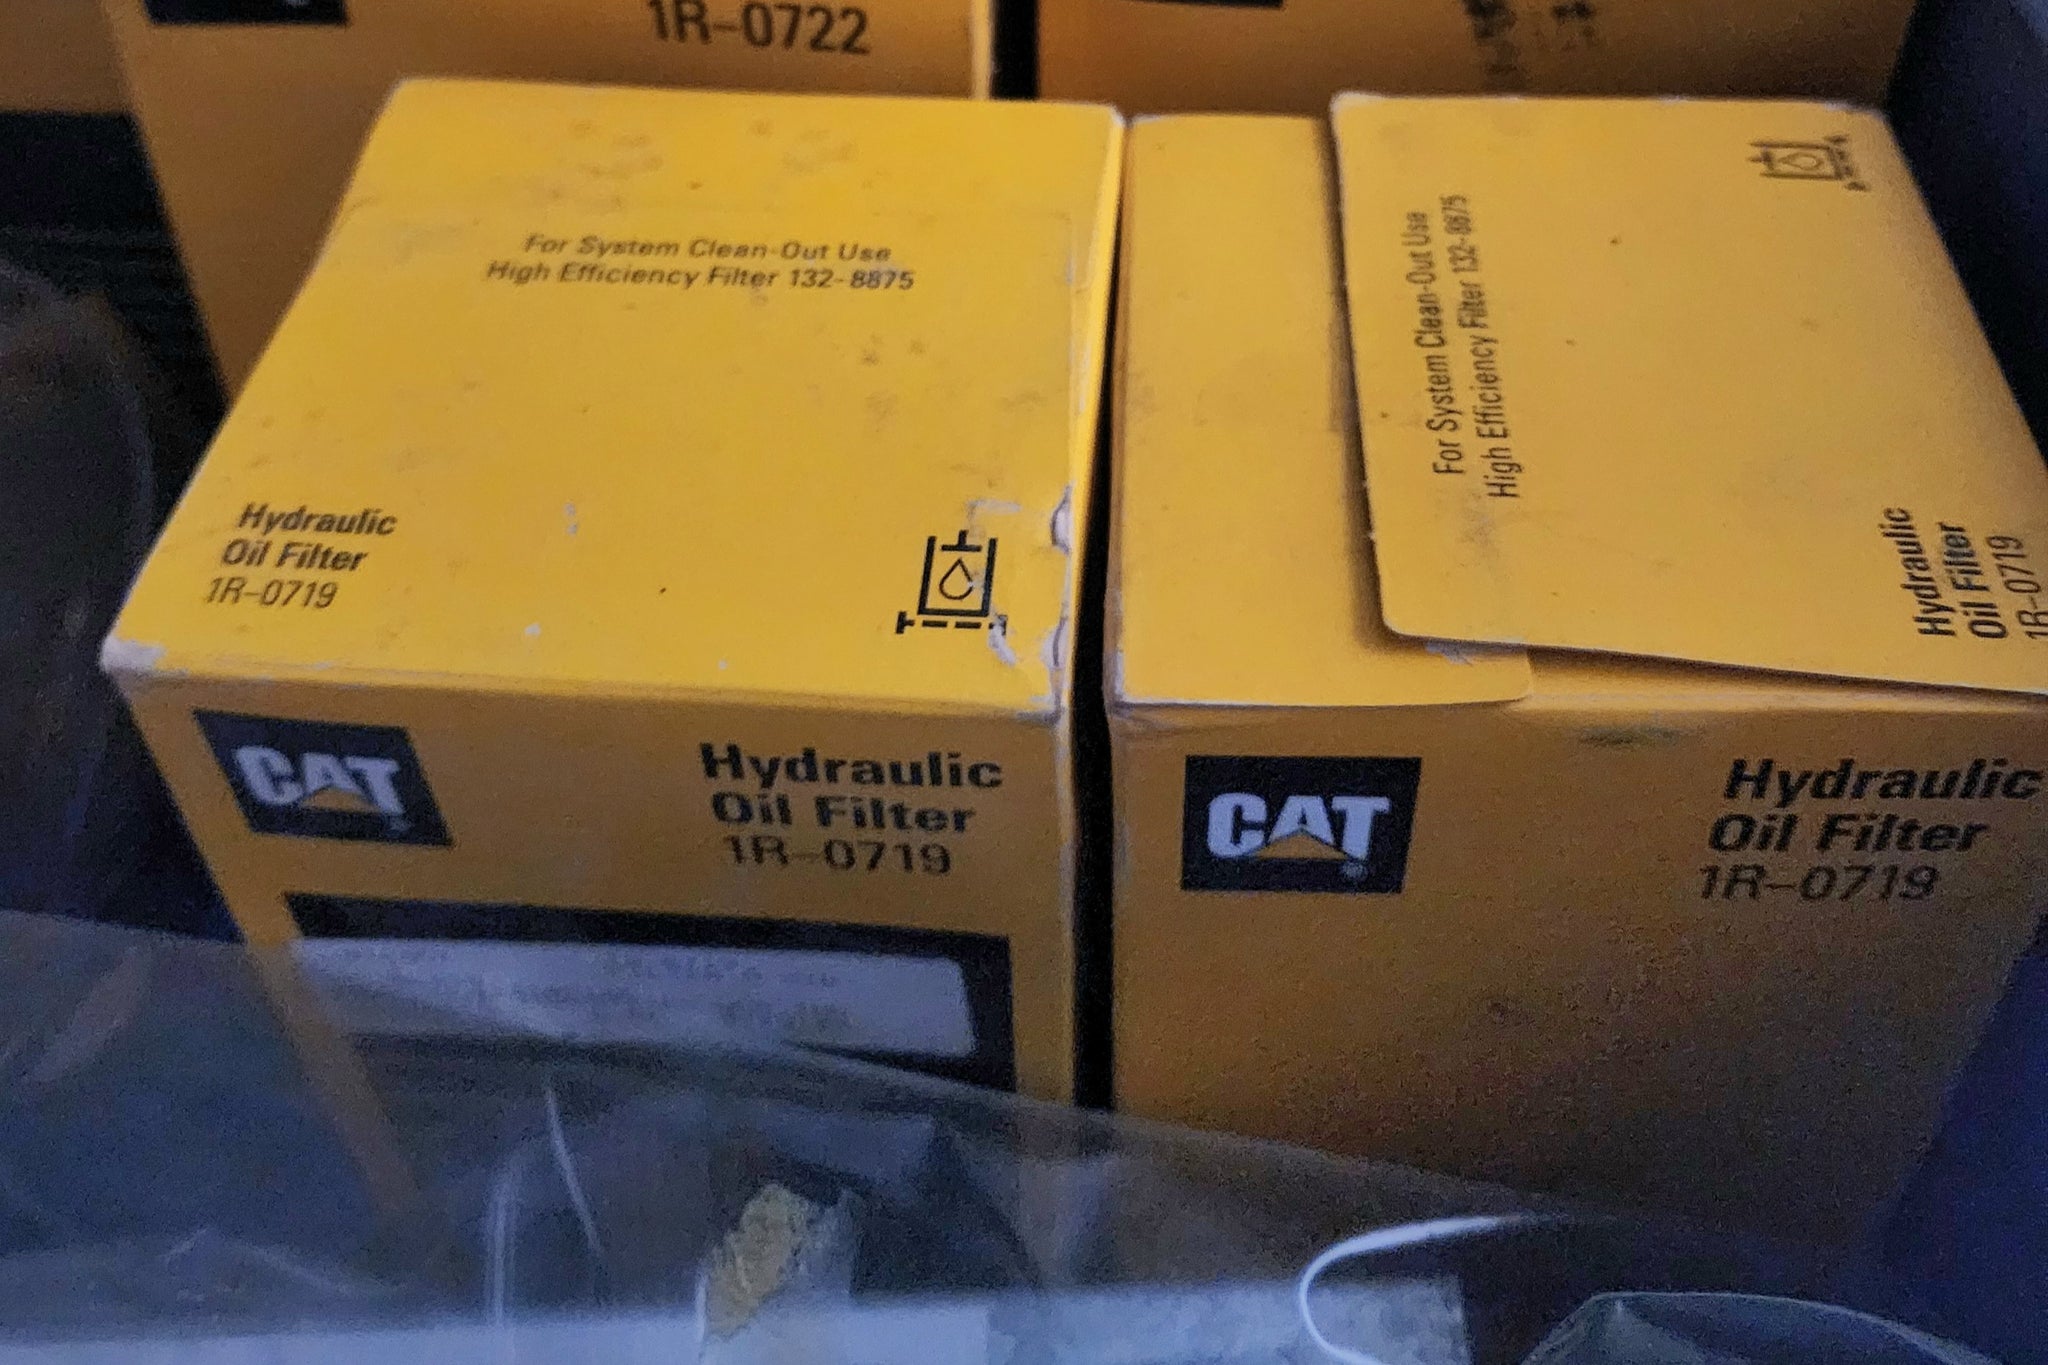 1R-0722
For System Clean-Out Use
High Efficiency Filter 132-8875
Hydraulic
Oil Filter
1R-0719
CAT
Hydraulic
Oil Filter
1R-0719
For System Clean-Out Use
High Efficiency Filter 132-8875
Hydraulic
Oil Filter
1R-0719
CAT
Hydraulic
Oil Filter
1R-0719